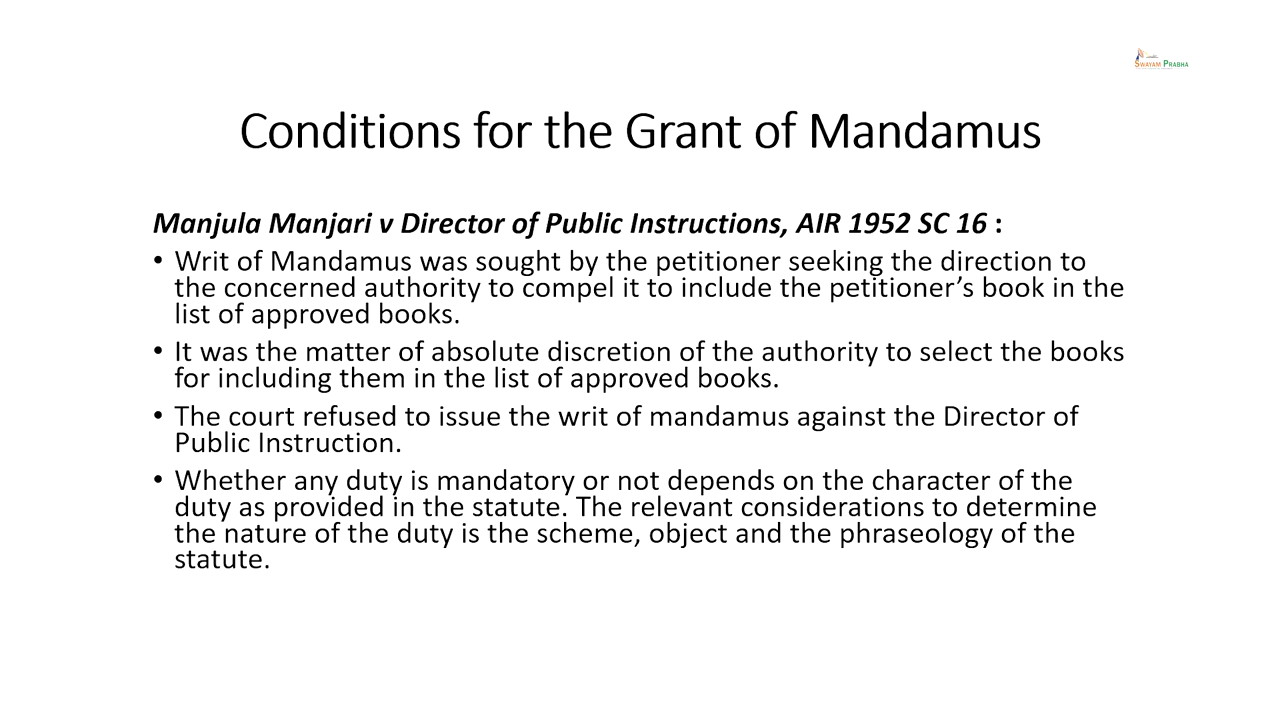 SWAYAM PRABHA
Conditions for the Grant of Mandamus
Manjula Manjari v Director of Public Instructions, AIR 1952 SC 16 :
• Writ of Mandamus was sought by the petitioner seeking the direction to
the concerned authority to compel it to include the petitioner’s book in the
list of approved books.
• It was the matter of absolute discretion of the authority to select the books
for including them in the list of approved books.
• The court refused to issue the writ of mandamus against the Director of
Public Instruction.
• Whether any duty is mandatory or not depends on the character of the
duty as provided in the statute. The relevant considerations to determine
the nature of the duty is the scheme, object and the phraseology of the
statute.